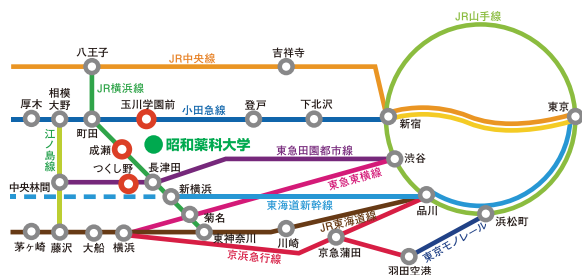 JR山手線
八王子
JR中央線
吉祥寺
JR横浜線
厚木
相模
大野
玉川学園前
小田急線
登戸
下北沢
東京
町田
新宿
江ノ島線
成瀬
昭和薬科大学
つくし野
長津田
東急田園都市線
渋谷
中央林間
新横浜
東急東横線
東海道新幹線
品川
菊名
浜松町
JR東海道線
東神奈川
茅ヶ崎
藤沢
大船
横浜
川崎
京急蒲田
東京モノレール
京浜急行線
羽田空港